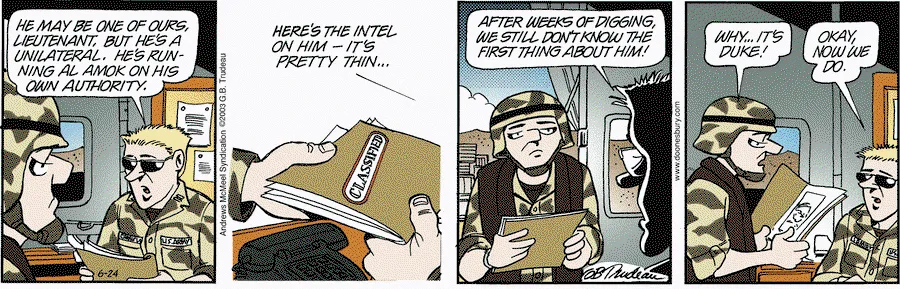 HE MAY BE ONE OF OURS,
LIEUTENANT, BUT HE'S A
UNILATERAL. HE'S RUN-
NING AL AMOK ON HIS
OWN AUTHORITY.
U.S. ARMY
6-24
Andrews McMeel Syndication ©2003 G.B. Trudeau
HERE'S THE INTEL
ON HIM – IT'S
PRETTY THIN...
CLASSIFIED
AFTER WEEKS OF DIGGING,
WE STILL DON'T KNOW THE
FIRST THING ABOUT HIM!
GB Trudeau
www.doonesbury.com
WHY... IT'S
DUKE!
OKAY,
NOW WE
DO.